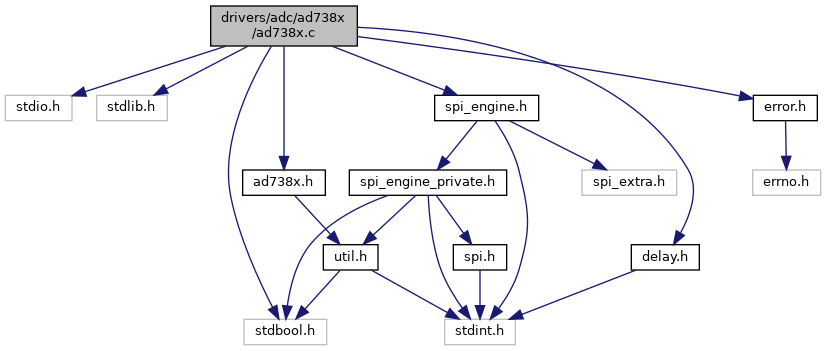 drivers/adc/ad738x
/ad738x.c
stdio.h
stdlib.h
spi_engine.h
error.h
ad738x.h
spi_engine_private.h
spi_extra.h
errno.h
util.h
spi.h
delay.h
stdbool.h
stdint.h